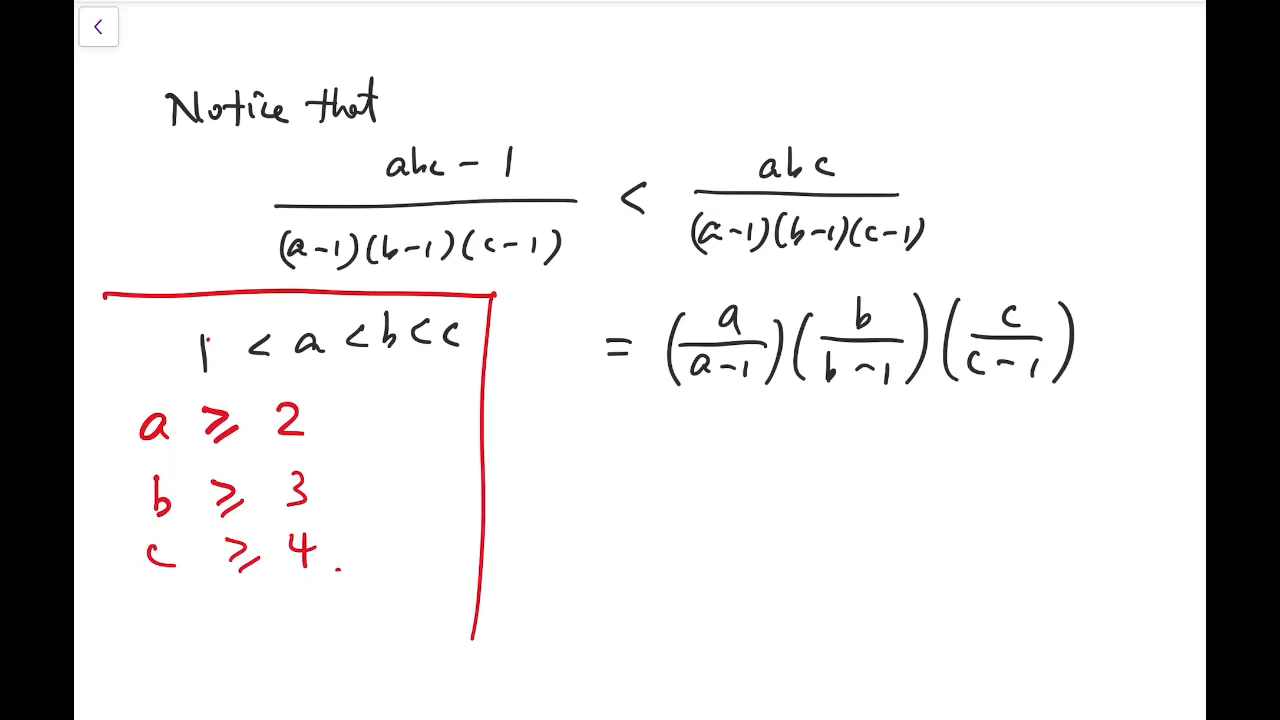 Notice that
abc - 1 / (a-1)(b-1)(c-1) < abc / (a-1)(b-1)(c-1)
= (a / a-1)(b / b-1)(c / c-1)
1 < a < b < c
a ⩾ 2
b ⩾ 3
c ⩾ 4.